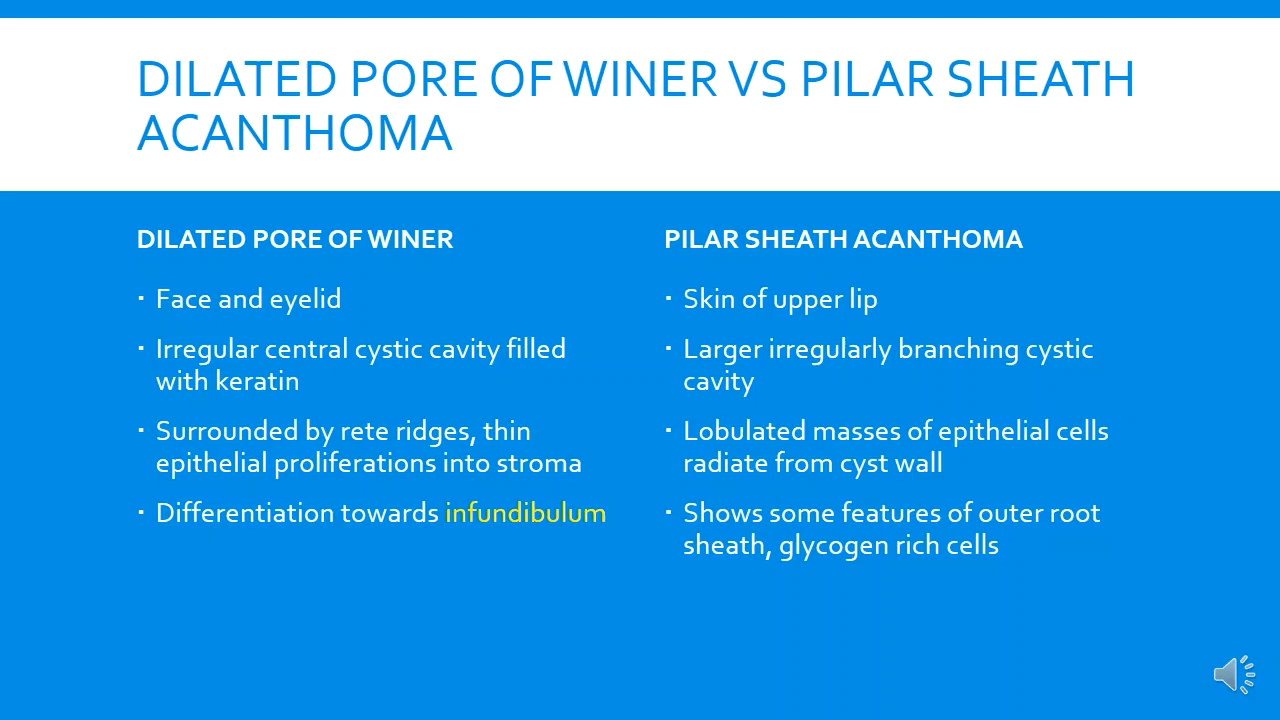 DILATED PORE OF WINER VS PILAR SHEATH
ACANTHOMA
DILATED PORE OF WINER
▪ Face and eyelid
▪ Irregular central cystic cavity filled
with keratin
▪ Surrounded by rete ridges, thin
epithelial proliferations into stroma
▪ Differentiation towards infundibulum
PILAR SHEATH ACANTHOMA
▪ Skin of upper lip
▪ Larger irregularly branching cystic
cavity
▪ Lobulated masses of epithelial cells
radiate from cyst wall
▪ Shows some features of outer root
sheath, glycogen rich cells